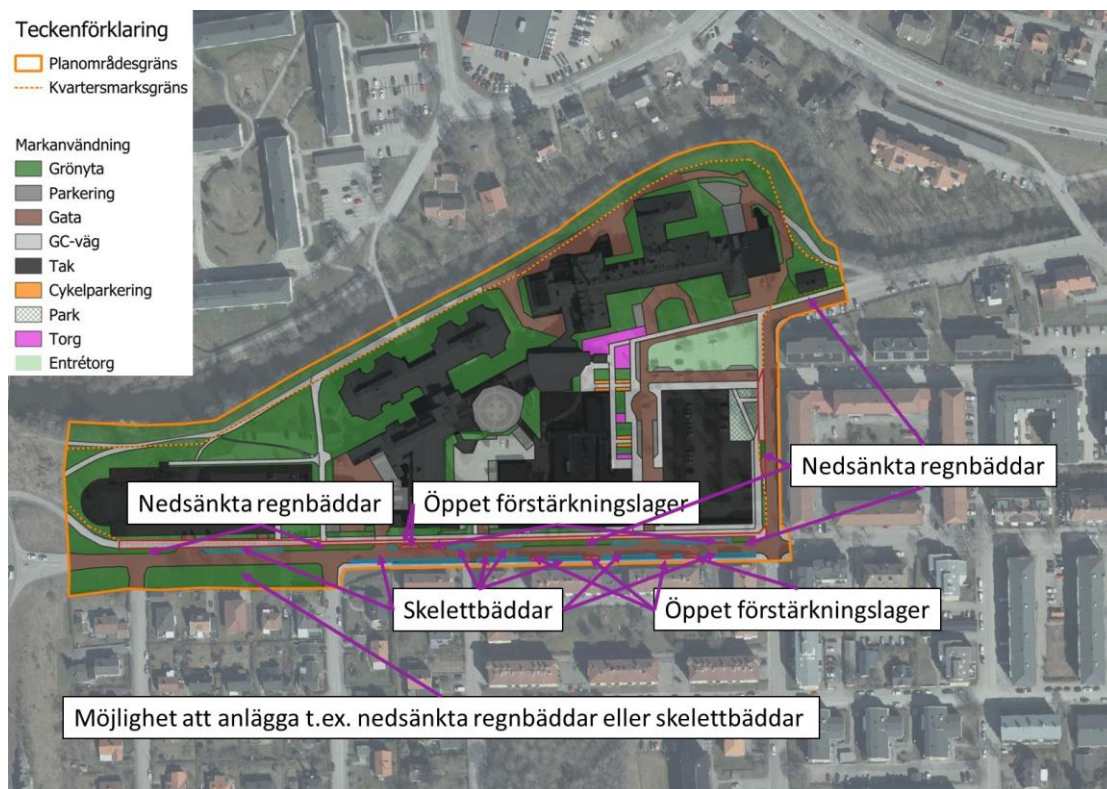 Teckenförklaring
Planområdesgräns
Kvartersmarksgräns
Markanvändning
Grönyta
Parkering
Gata
GC-väg
Tak
Cykelparkering
Park
Torg
Entrétorg
Nedsänkta regnbäddar
Nedsänkta regnbäddar
Öppet förstärkningslager
Skelettbäddar
Öppet förstärkningslager
Möjlighet att anlägga t.ex. nedsänkta regnbäddar eller skelettbäddar